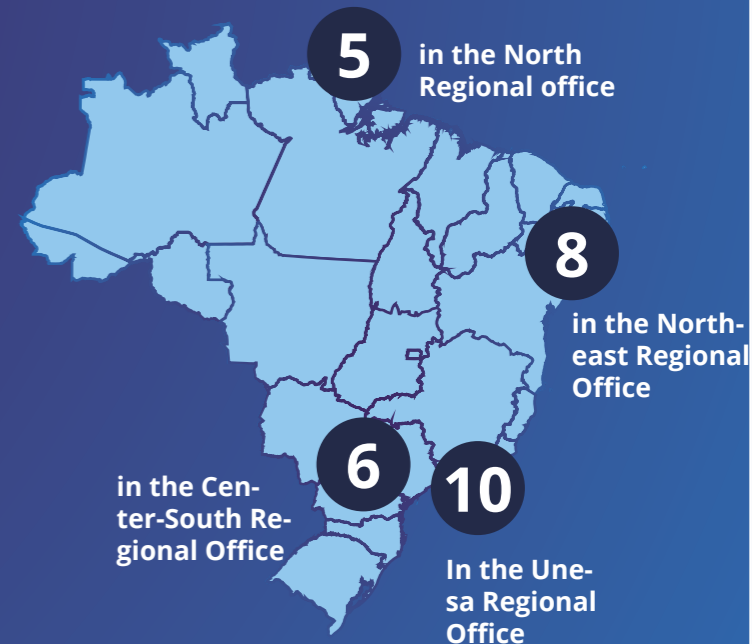 5
in the North
Regional office
8
in the North-
east Regional
Office
6
in the Cen-
ter-South Re-
gional Office
10
In the Une-
sa Regional
Office